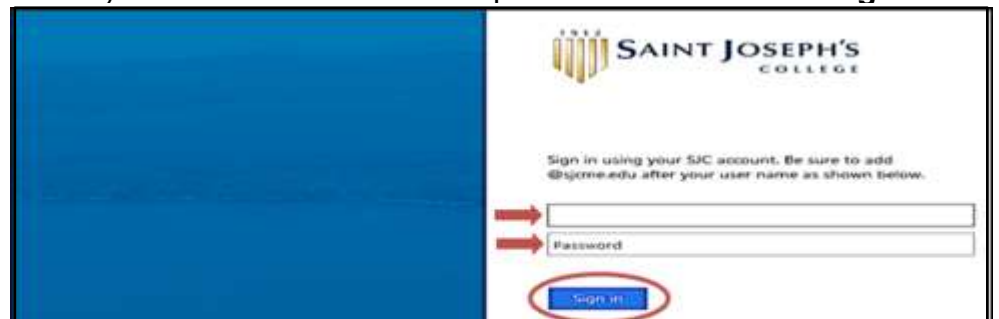 1912
SAINT JOSEPH'S
COLLEGE
Sign in using your SJC account. Be sure to add
@sjcme.edu after your user name as shown below.
Password
Sign in